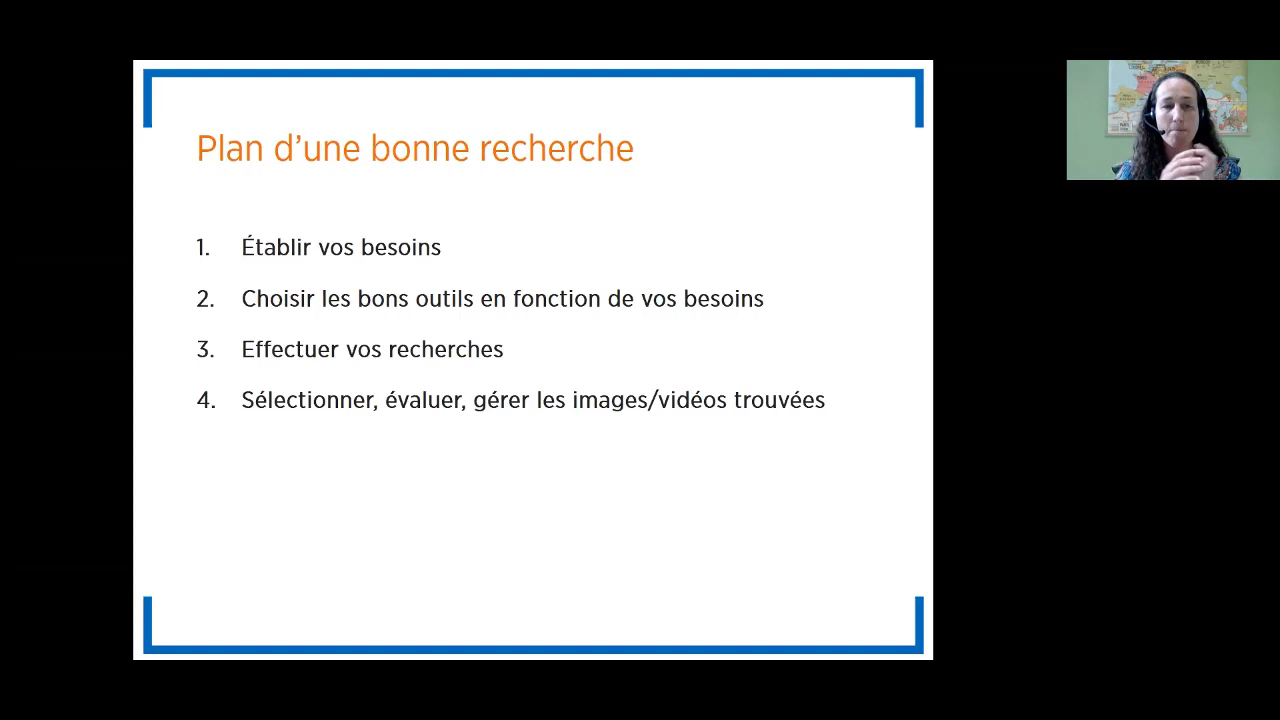 Plan d’une bonne recherche
1. Établir vos besoins
2. Choisir les bons outils en fonction de vos besoins
3. Effectuer vos recherches
4. Sélectionner, évaluer, gérer les images/vidéos trouvées